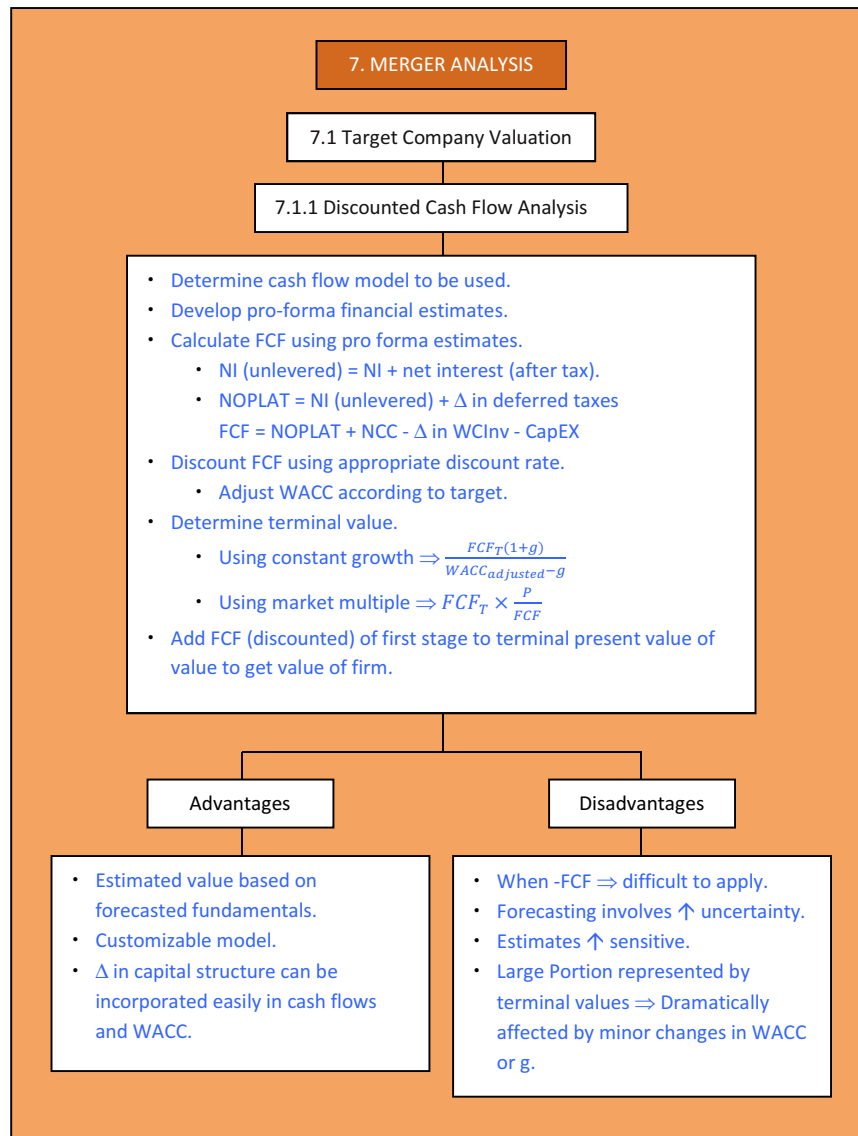 7. MERGER ANALYSIS
7.1 Target Company Valuation
7.1.1 Discounted Cash Flow Analysis
• Determine cash flow model to be used.
• Develop pro-forma financial estimates.
• Calculate FCF using pro forma estimates.
• NI (unlevered) = NI + net interest (after tax).
• NOPLAT = NI (unlevered) + Δ in deferred taxes
FCF = NOPLAT + NCC - Δ in WCInv - CapEX
• Discount FCF using appropriate discount rate.
• Adjust WACC according to target.
• Determine terminal value.
• Using constant growth ⇒ FCF_T(1+g) / WACC_adjusted−g
• Using market multiple ⇒ FCF_T × P/FCF
• Add FCF (discounted) of first stage to terminal present value of
value to get value of firm.
Advantages
• Estimated value based on
forecasted fundamentals.
• Customizable model.
• Δ in capital structure can be
incorporated easily in cash flows
and WACC.
Disadvantages
• When -FCF ⇒ difficult to apply.
• Forecasting involves ↑ uncertainty.
• Estimates ↑ sensitive.
• Large Portion represented by
terminal values ⇒ Dramatically
affected by minor changes in WACC
or g.